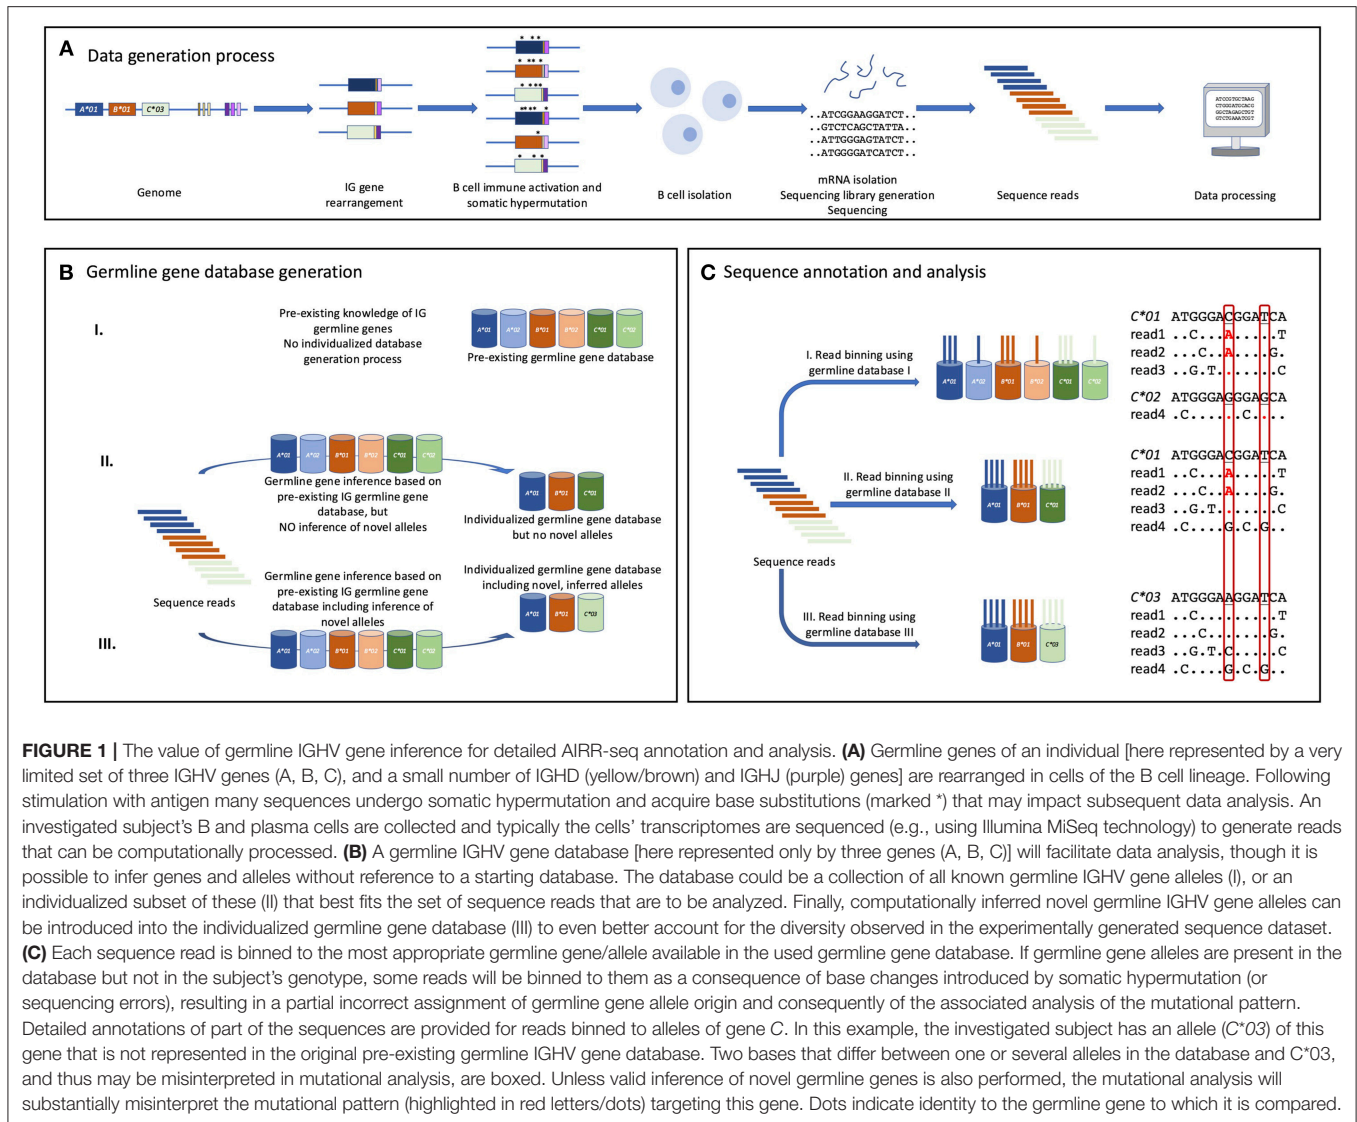 A Data generation process
A*01 B*01 C*03
..ATCGGAAGGATCT..
..GTCTCAGCTATTA..
..ATTGGGAGTATCT..
..ATGGGGATCATCT..
ATCCGTGCTAAG
CTGGGATGCACG
GGCTAGAGCTGT
GTCTGAAATCGT
Genome
IG gene
rearrangement
B cell immune activation and
somatic hypermutation
B cell isolation
mRNA isolation
Sequencing library generation
Sequencing
Sequence reads
Data processing
B Germline gene database generation
I.
Pre-existing knowledge of IG
germline genes
No individualized database
generation process
A*01 A*02 B*01 B*02 C*01 C*02
Pre-existing germline gene database
II.
A*01 A*02 B*01 B*02 C*01 C*02
Germline gene inference based on
pre-existing IG germline gene
database, but
NO inference of novel alleles
A*01 B*01 C*01
Individualized germline gene database
but no novel alleles
Sequence reads
Germline gene inference based on
pre-existing IG germline gene
database including inference of
novel alleles
Individualized germline gene database
including novel, inferred alleles
A*01 B*01 C*03
III.
A*01 A*02 B*01 B*02 C*01 C*02
C Sequence annotation and analysis
I. Read binning using
germline database I
A*01 A*02 B*01 B*02 C*01 C*02
II. Read binning using
germline database II
A*01 B*01 C*01
Sequence reads
III. Read binning using
germline database III
A*01 B*01 C*03
C*01 ATGGGACGGATCA
read1 ..C...A......T
read2 ...C..A....G.
read3 ..G.T.......C
C*02 ATGGGAGGGAGCA
read4 .C......C....
C*01 ATGGGACGGATCA
read1 ..C...A......T
read2 ...C..A....G.
read3 ..G.T.......C
read4 .C....G.C.G..
C*03 ATGGGAAGGATCA
read1 ..C..........T
read2 ...C.......G.
read3 ..G.T.C.....C
read4 .C....G.C.G..
FIGURE 1 | The value of germline IGHV gene inference for detailed AIRR-seq annotation and analysis. (A) Germline genes of an individual [here represented by a very
limited set of three IGHV genes (A, B, C), and a small number of IGHD (yellow/brown) and IGHJ (purple) genes] are rearranged in cells of the B cell lineage. Following
stimulation with antigen many sequences undergo somatic hypermutation and acquire base substitutions (marked *) that may impact subsequent data analysis. An
investigated subject's B and plasma cells are collected and typically the cells' transcriptomes are sequenced (e.g., using Illumina MiSeq technology) to generate reads
that can be computationally processed. (B) A germline IGHV gene database [here represented only by three genes (A, B, C)] will facilitate data analysis, though it is
possible to infer genes and alleles without reference to a starting database. The database could be a collection of all known germline IGHV gene alleles (I), or an
individualized subset of these (II) that best fits the set of sequence reads that are to be analyzed. Finally, computationally inferred novel germline IGHV gene alleles can
be introduced into the individualized germline gene database (III) to even better account for the diversity observed in the experimentally generated sequence dataset.
(C) Each sequence read is binned to the most appropriate germline gene/allele available in the used germline gene database. If germline gene alleles are present in the
database but not in the subject's genotype, some reads will be binned to them as a consequence of base changes introduced by somatic hypermutation (or
sequencing errors), resulting in a partial incorrect assignment of germline gene allele origin and consequently of the associated analysis of the mutational pattern.
Detailed annotations of part of the sequences are provided for reads binned to alleles of gene C. In this example, the investigated subject has an allele (C*03) of this
gene that is not represented in the original pre-existing germline IGHV gene database. Two bases that differ between one or several alleles in the database and C*03,
and thus may be misinterpreted in mutational analysis, are boxed. Unless valid inference of novel germline genes is also performed, the mutational analysis will
substantially misinterpret the mutational pattern (highlighted in red letters/dots) targeting this gene. Dots indicate identity to the germline gene to which it is compared.